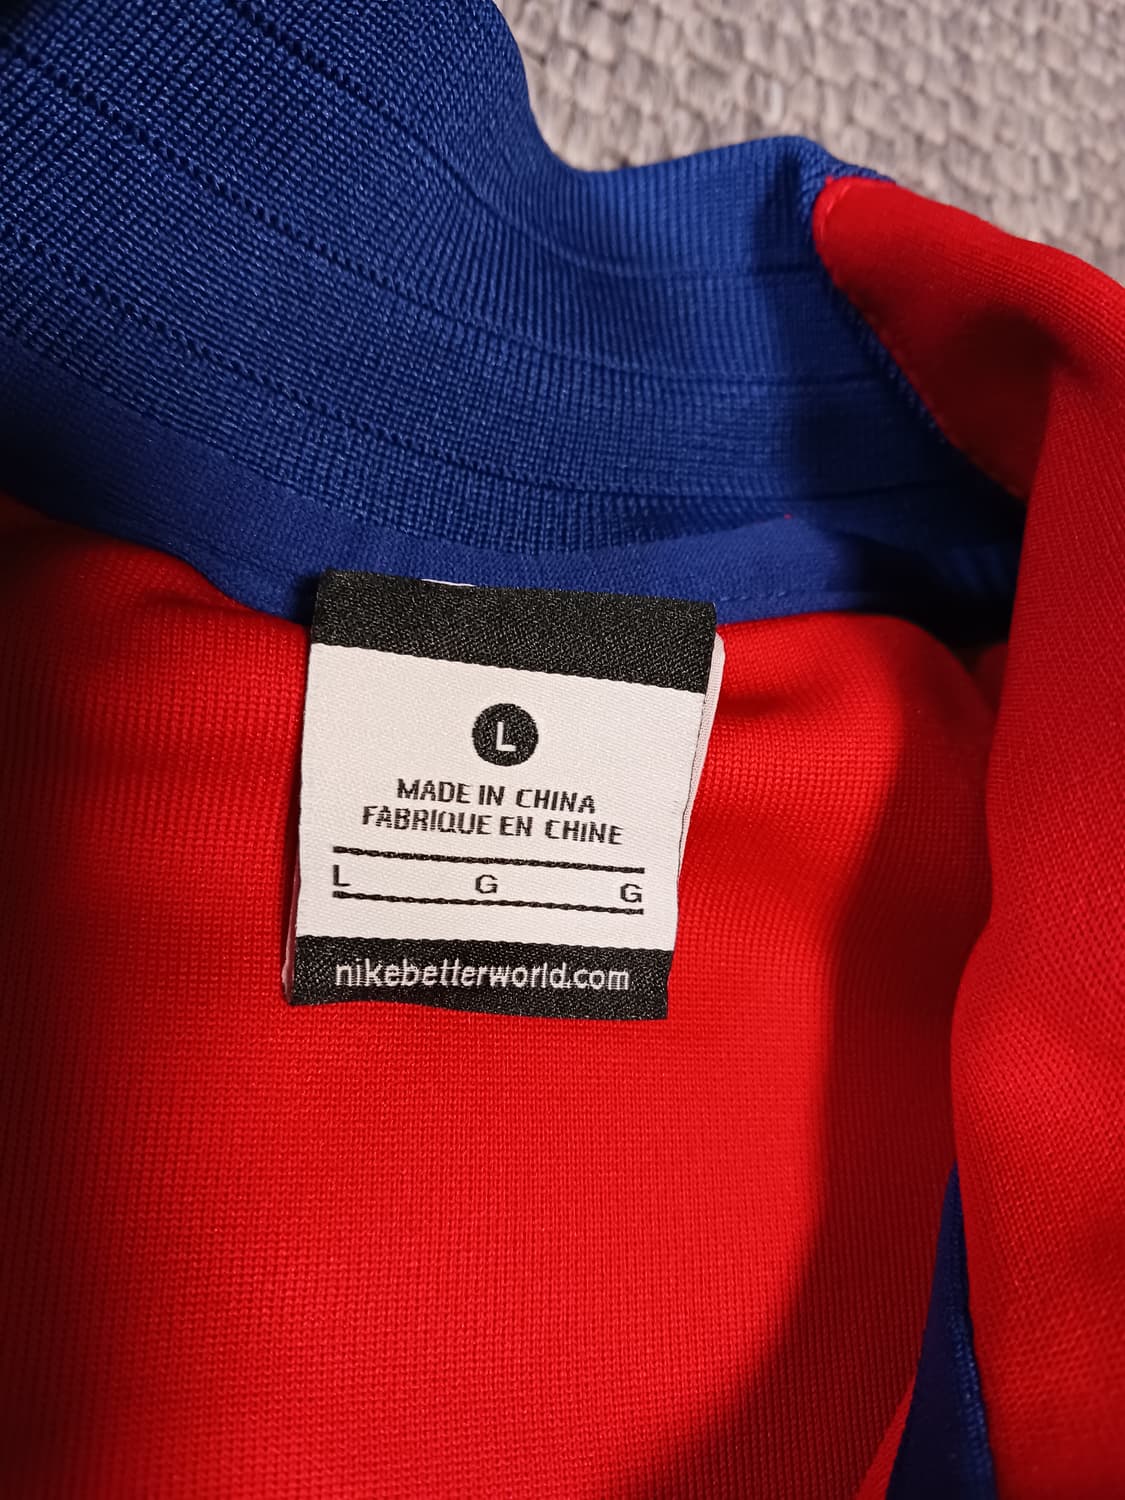 L
MADE IN CHINA
FABRIQUE EN CHINE
L G G
nikebetterworld.com